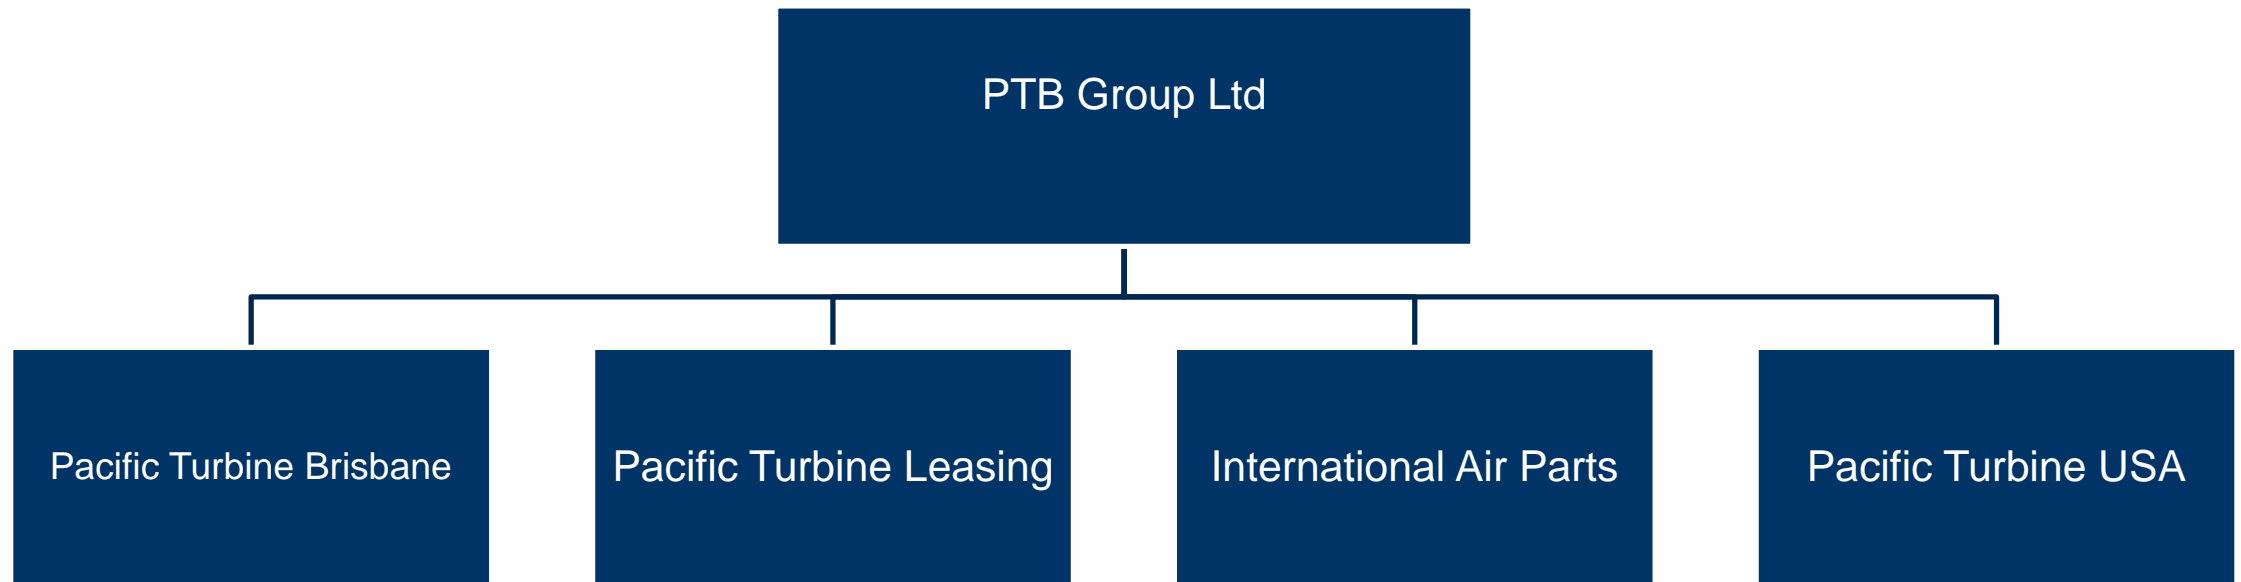 PTB Group Ltd
Pacific Turbine Brisbane
Pacific Turbine Leasing
International Air Parts
Pacific Turbine USA